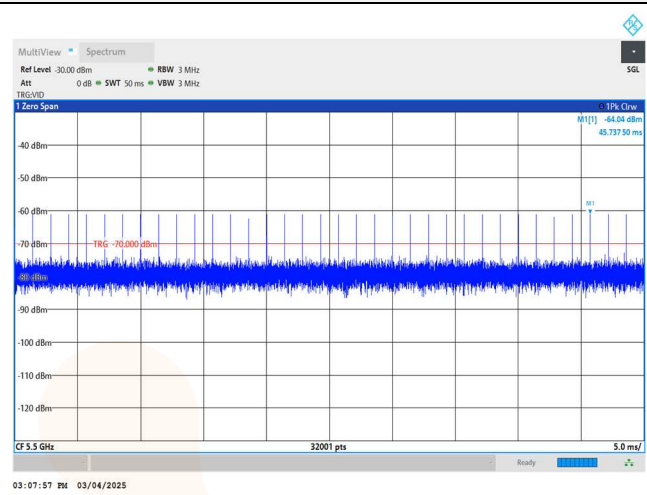 MultiView Spectrum
Ref Level -30.00 dBm RBW 3 MHz
SGL
Att 0 dB SWT 50 ms VBW 3 MHz
TRG:VID
1 Zero Span 1Pk Clrw
M1[1] -64.04 dBm
45.737 50 ms
-40 dBm
-50 dBm
-60 dBm
M1
-70 dBm
TRG -70.000 dBm
-80 dBm
-90 dBm
-100 dBm
-110 dBm
-120 dBm
CF 5.5 GHz 32001 pts 5.0 ms/
Ready
03:07:57 PM 03/04/2025